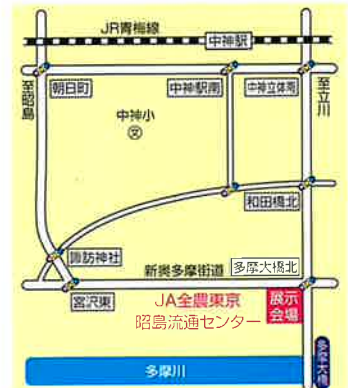 JR青梅線
中神駅
至昭島
朝日町
中神駅南
中神立体南
至立川
中神小
文
和田橋北
諏訪神社
新奥多摩街道
多摩大橋北
宮沢東
JA全農東京
昭島流通センター
展示
会場
多摩大橋
多摩川